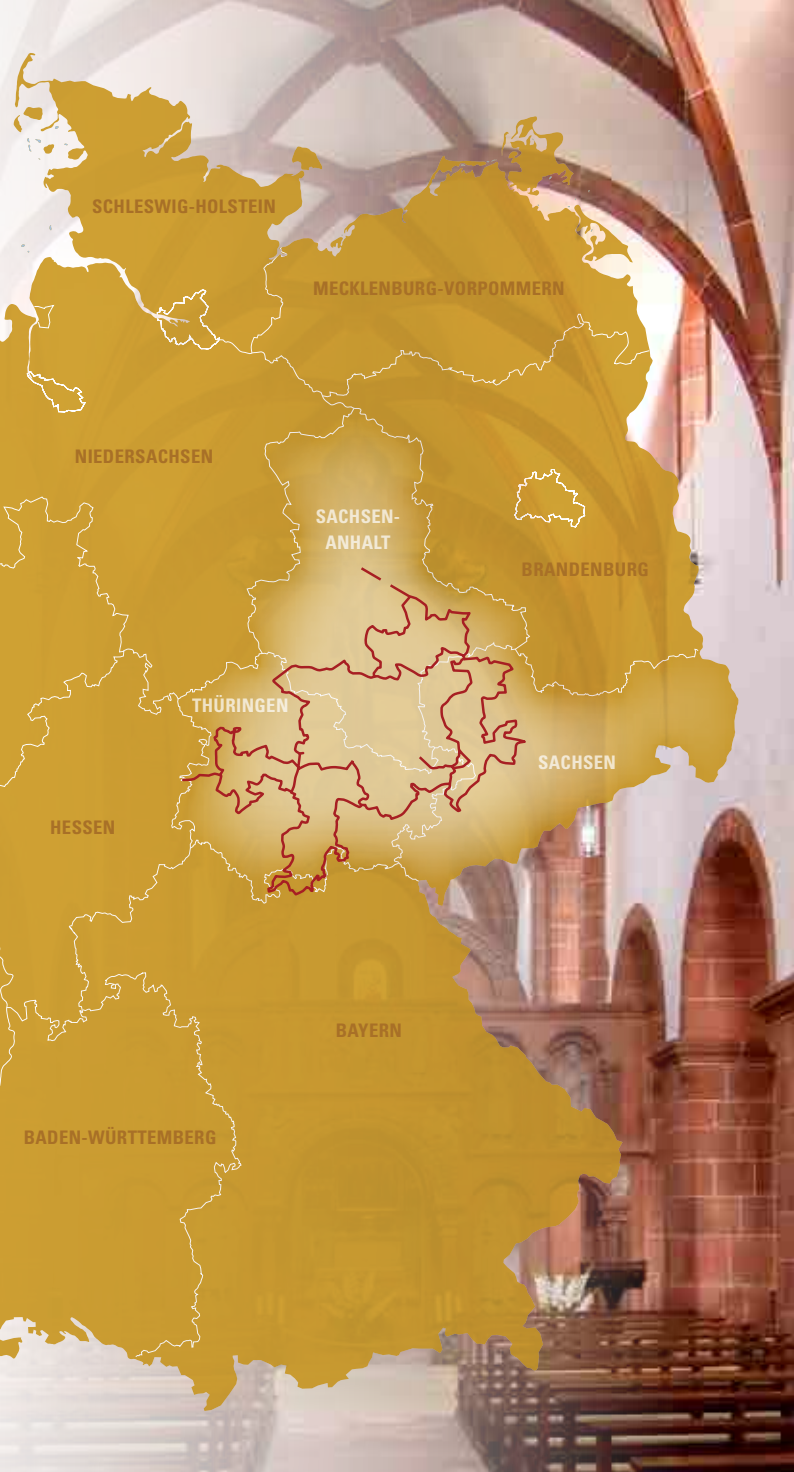 SCHLESWIG-HOLSTEIN
MECKLENBURG-VORPOMMERN
NIEDERSACHSEN
SACHSEN-
ANHALT
BRANDENBURG
THÜRINGEN
SACHSEN
HESSEN
BAYERN
BADEN-WÜRTTEMBERG